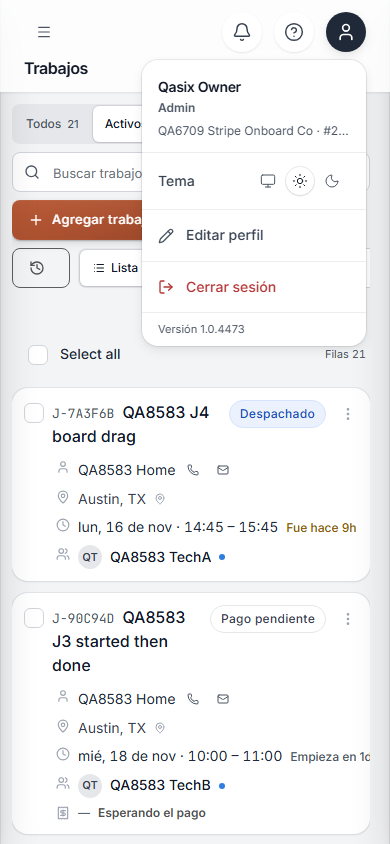 Trabajos
Qasix Owner
Admin
QA6709 Stripe Onboard Co · #2...
Tema
Editar perfil
Cerrar sesión
Versión 1.0.4473
Todos 21
Buscar trabajo
+ Agregar
Lista
Select all
Filas 21
J-7A3F6B QA8583 J4
board drag
Despachado
QA8583 Home
Austin, TX
lun, 16 de nov · 14:45 – 15:45 Fue hace 9h
QT QA8583 TechA
J-90C94D QA8583
J3 started then
done
Pago pendiente
QA8583 Home
Austin, TX
mié, 18 de nov · 10:00 – 11:00 Empieza en
QT QA8583 TechB
— Esperando el pago